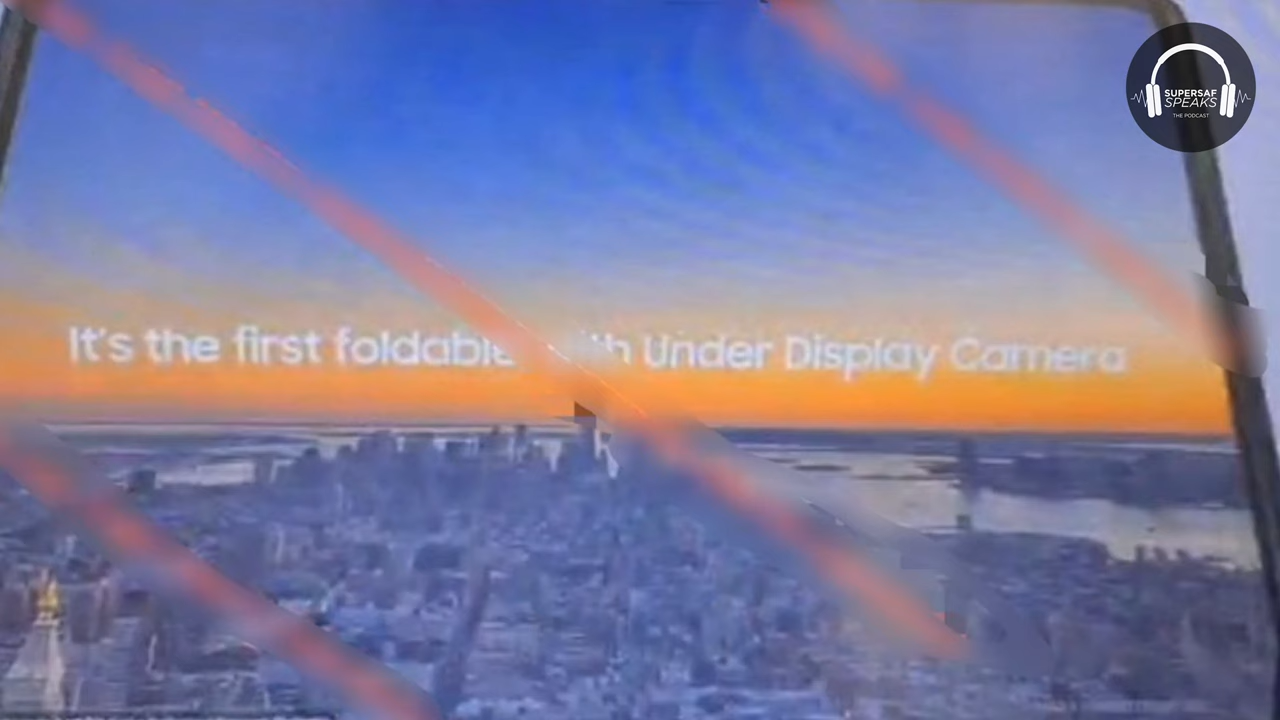 SUPERSAF
SPEAKS
THE PODCAST
It's the first foldable Under Display Camera